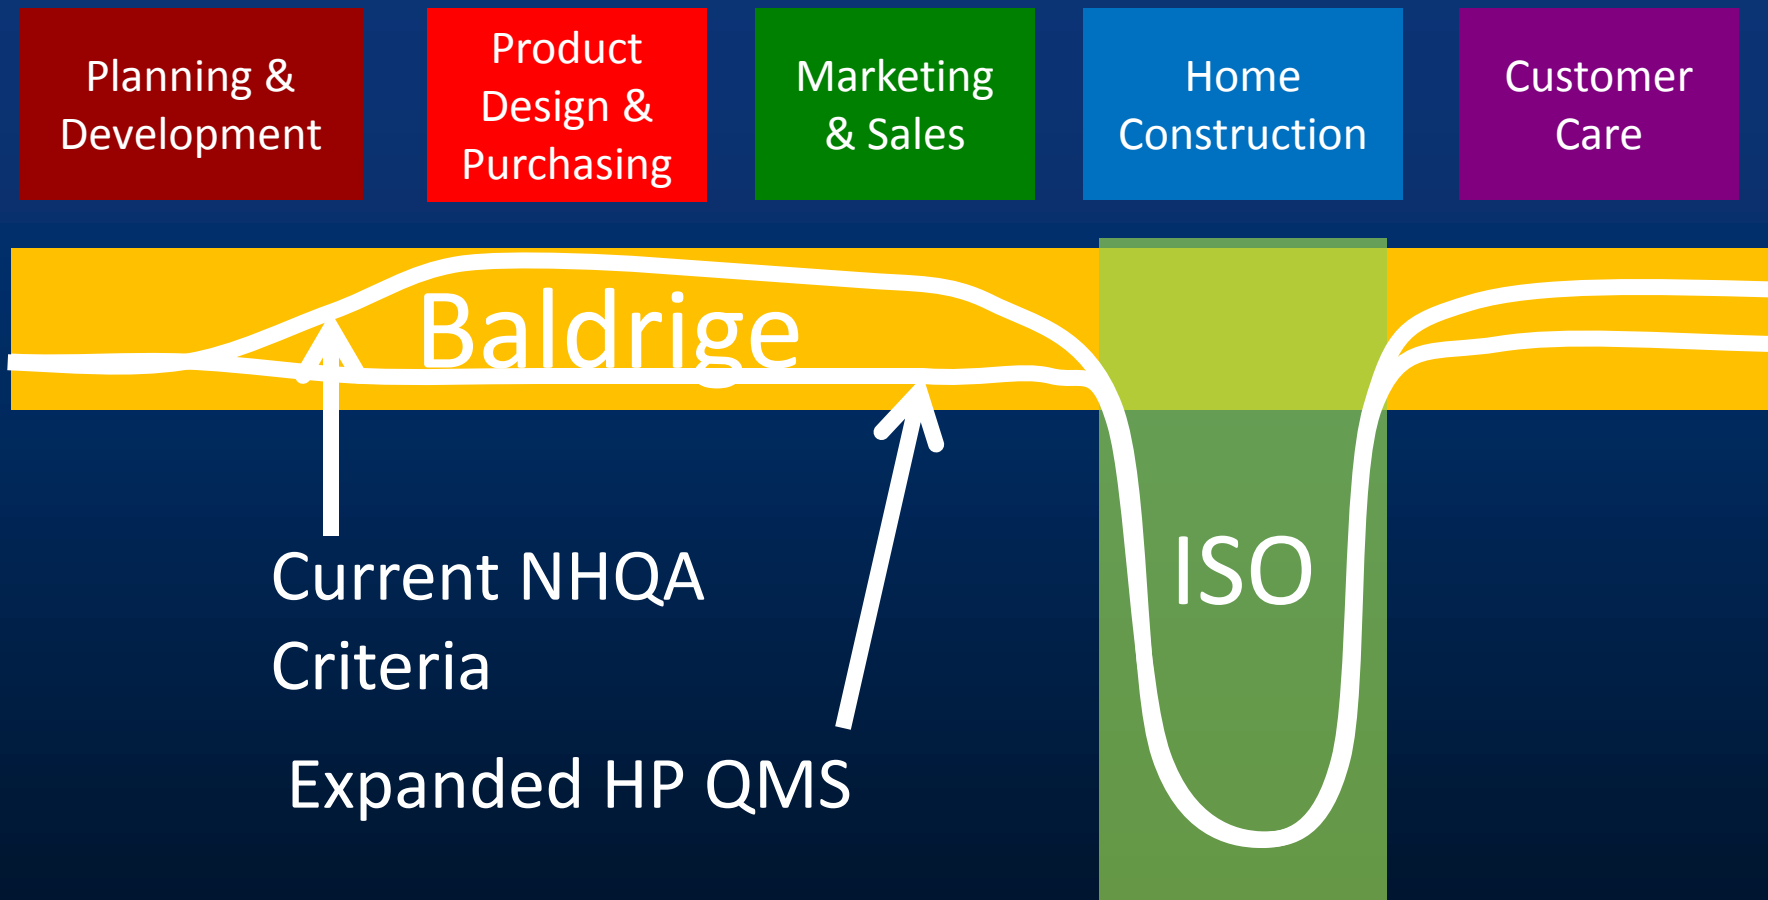 Planning &
Development
Product
Design &
Purchasing
Marketing
& Sales
Home
Construction
Customer
Care
Baldrige
ISO
Current NHQA
Criteria
Expanded HP QMS